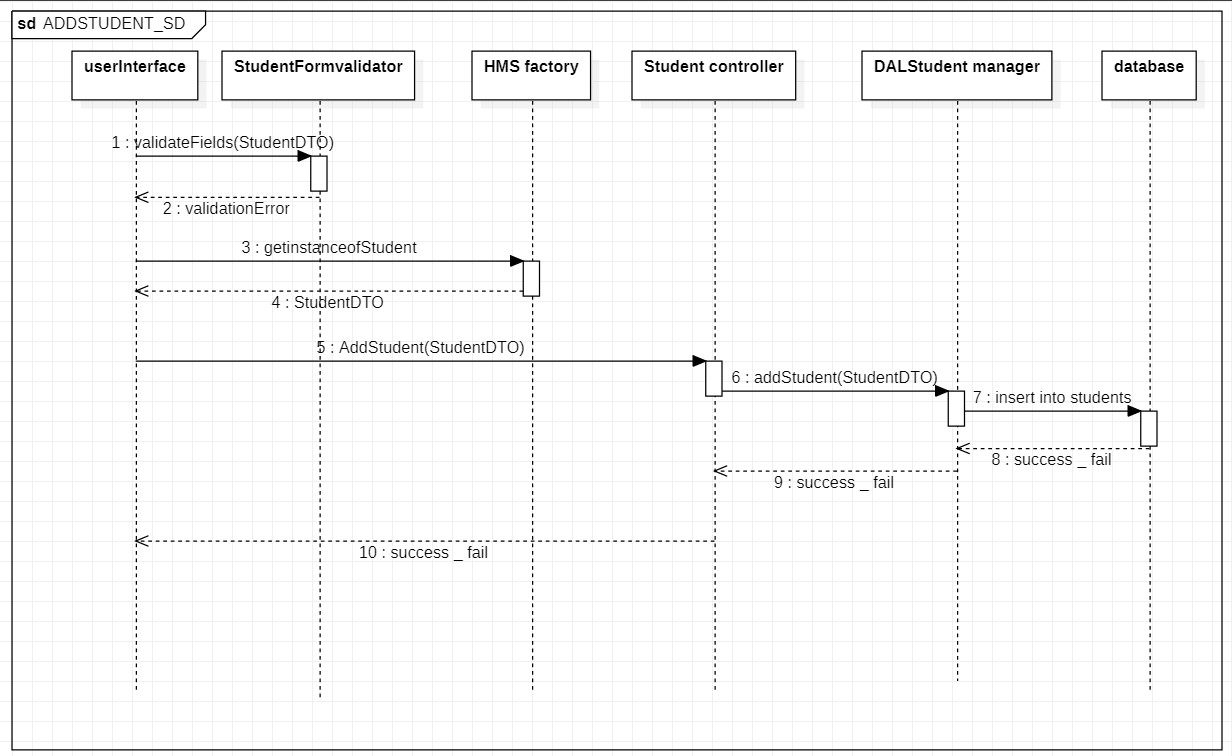 sd ADDSTUDENT_SD
userInterface
StudentFormvalidator
HMS factory
Student controller
DALStudent manager
database
1 : validateFields(StudentDTO)
2 : validationError
3 : getinstanceofStudent
4 : StudentDTO
5 : AddStudent(StudentDTO)
6 : addStudent(StudentDTO)
7 : insert into students
8 : success _ fail
9 : success _ fail
10 : success _ fail